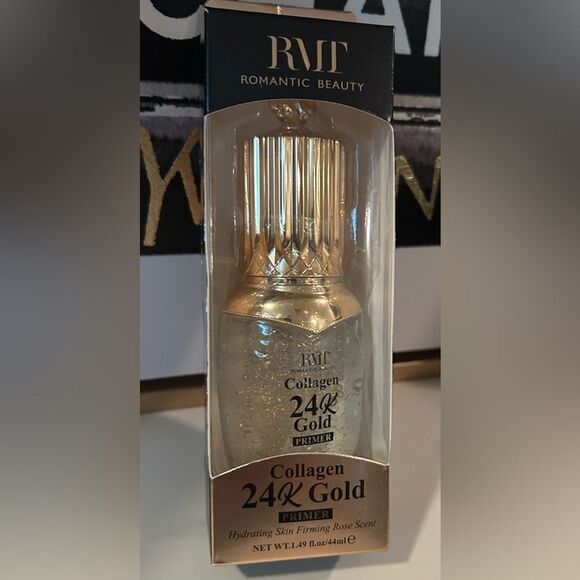 RMT
ROMANTIC BEAUTY
RMT
Collagen
24K
Gold
PRIMER
Collagen
24K Gold
PRIMER
Hydrating Skin Firming Rose Scent
NET WT.1.49 fl.oz/44ml℮